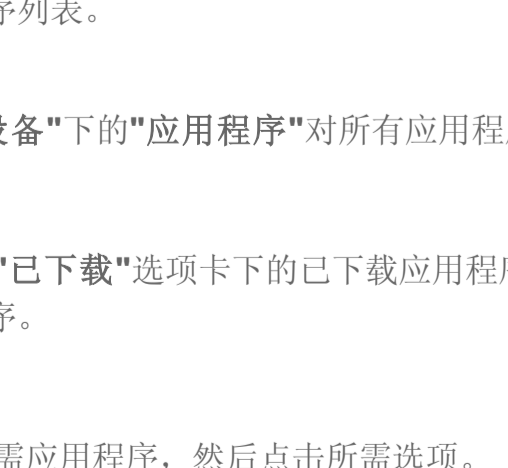 序列表。
设备"下的"应用程序"对所有应用程
"已下载"选项卡下的已下载应用程序
序。
需应用程序，然后点击所需选项。